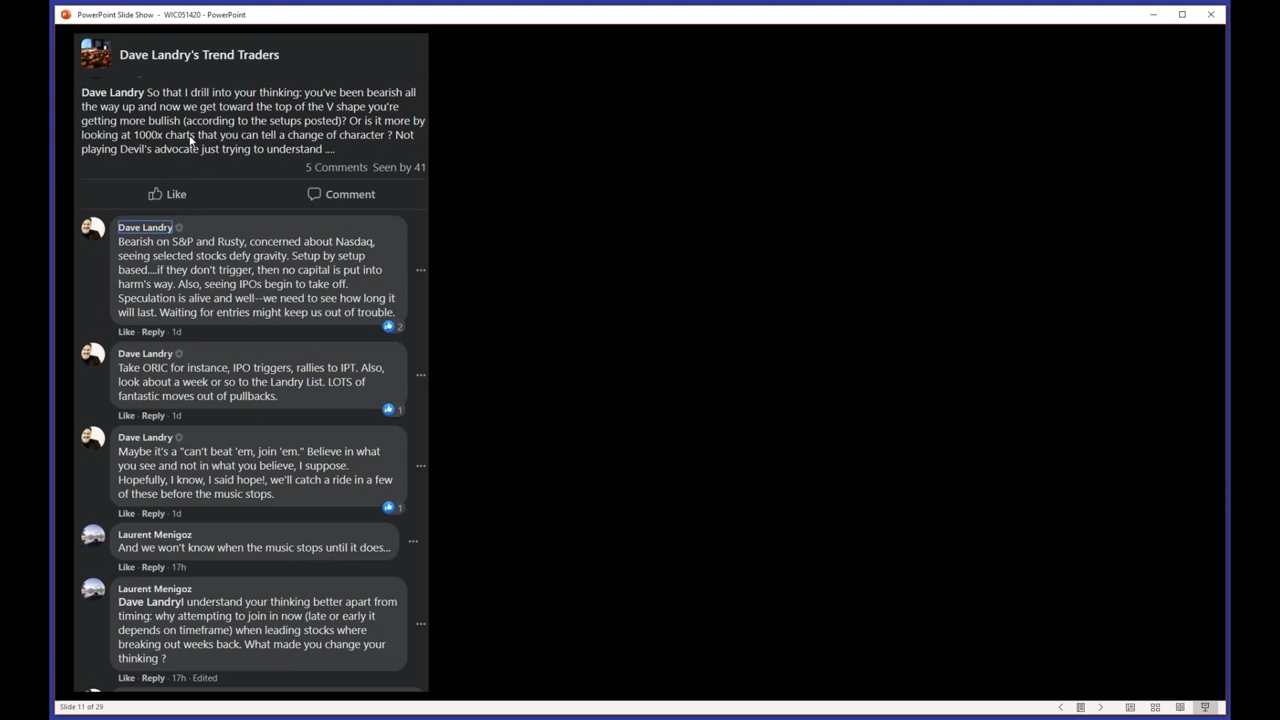 PowerPoint Slide Show - WIC051420 - PowerPoint
Dave Landry's Trend Traders
Dave Landry So that I drill into your thinking: you've been bearish all
the way up and now we get toward the top of the V shape you're
getting more bullish (according to the setups posted)? Or is it more by
looking at 1000x charts that you can tell a change of character ? Not
playing Devil's advocate just trying to understand ....
5 Comments Seen by 41
Like Comment
Dave Landry
Bearish on S&P and Rusty, concerned about Nasdaq,
seeing selected stocks defy gravity. Setup by setup
based....if they don't trigger, then no capital is put into
harm's way. Also, seeing IPOs begin to take off.
Speculation is alive and well--we need to see how long it
will last. Waiting for entries might keep us out of trouble.
2
Like · Reply · 1d
Dave Landry
Take ORIC for instance, IPO triggers, rallies to IPT. Also,
look about a week or so to the Landry List. LOTS of
fantastic moves out of pullbacks.
1
Like · Reply · 1d
Dave Landry
Maybe it's a "can't beat 'em, join 'em." Believe in what
you see and not in what you believe, I suppose.
Hopefully, I know, I said hope!, we'll catch a ride in a few
of these before the music stops.
1
Like · Reply · 1d
Laurent Menigoz
And we won't know when the music stops until it does...
Like · Reply · 17h
Laurent Menigoz
Dave LandryI understand your thinking better apart from
timing: why attempting to join in now (late or early it
depends on timeframe) when leading stocks where
breaking out weeks back. What made you change your
thinking ?
Like · Reply · 17h · Edited
Slide 11 of 29